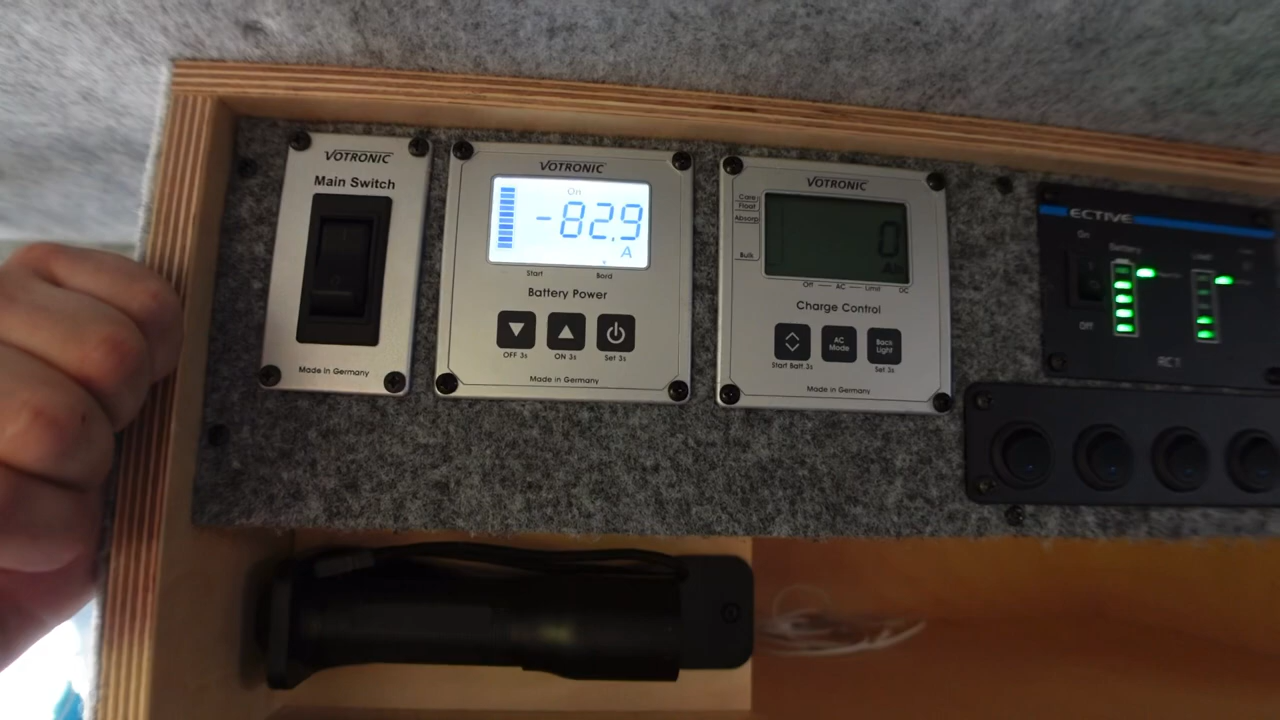 VOTRONIC
Main Switch
Made in Germany
VOTRONIC
On
-82.9
A
Start Bord
Battery Power
OFF 3s ON 3s Set 3s
Made in Germany
VOTRONIC
Care
Float
Absorp
Bulk
0
Ah
Off AC Limit DC
Charge Control
AC Mode
Back Light
Start Batt.3s Set 3s
Made in Germany
ECTIVE
On
Battery
Load
Off
RC1